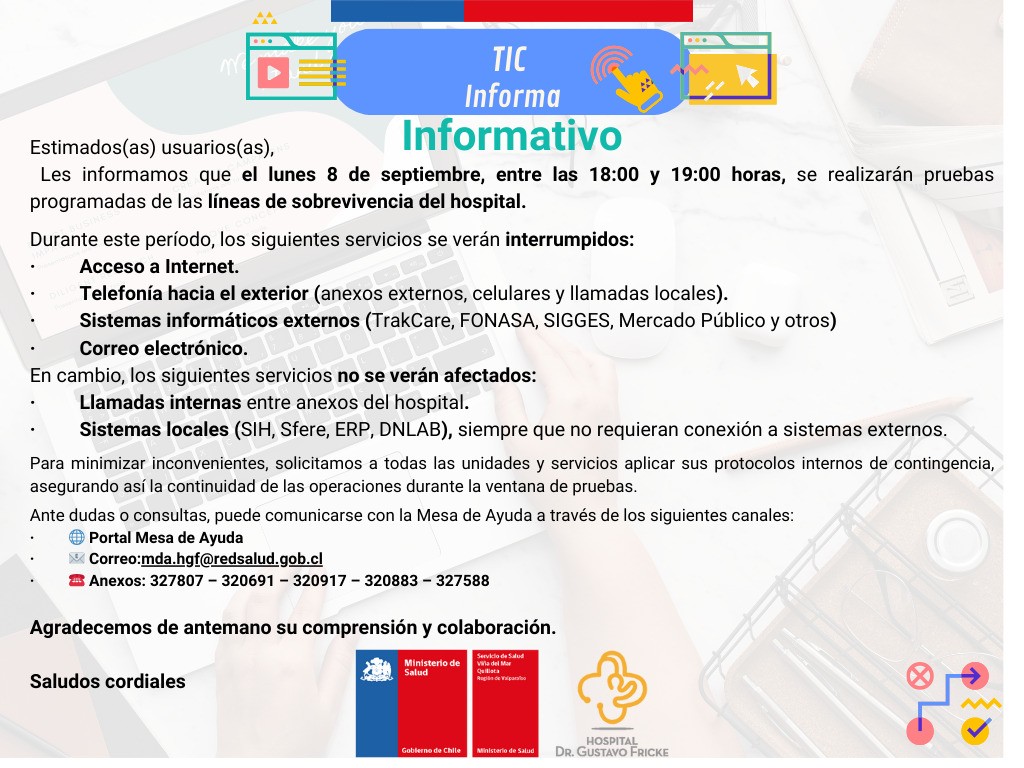 TIC
Informa
Informativo
Estimados(as) usuarios(as),
Les informamos que el lunes 8 de septiembre, entre las 18:00 y 19:00 horas, se realizarán pruebas
programadas de las líneas de sobrevivencia del hospital.
Durante este período, los siguientes servicios se verán interrumpidos:
· Acceso a Internet.
· Telefonía hacia el exterior (anexos externos, celulares y llamadas locales).
· Sistemas informáticos externos (TrakCare, FONASA, SIGGES, Mercado Público y otros)
· Correo electrónico.
En cambio, los siguientes servicios no se verán afectados:
· Llamadas internas entre anexos del hospital.
· Sistemas locales (SIH, Sfere, ERP, DNLAB), siempre que no requieran conexión a sistemas externos.
Para minimizar inconvenientes, solicitamos a todas las unidades y servicios aplicar sus protocolos internos de contingencia,
asegurando así la continuidad de las operaciones durante la ventana de pruebas.
Ante dudas o consultas, puede comunicarse con la Mesa de Ayuda a través de los siguientes canales:
· 🌐 Portal Mesa de Ayuda
· 📧 Correo:mda.hgf@redsalud.gob.cl
· ☎️ Anexos: 327807 – 320691 – 320917 – 320883 – 327588
Agradecemos de antemano su comprensión y colaboración.
Saludos cordiales
Ministerio de
Salud
Gobierno de Chile
Servicio de Salud
Viña del Mar
Quillota
Región de Valparaíso
Ministerio de Salud
HOSPITAL
DR. GUSTAVO FRICKE